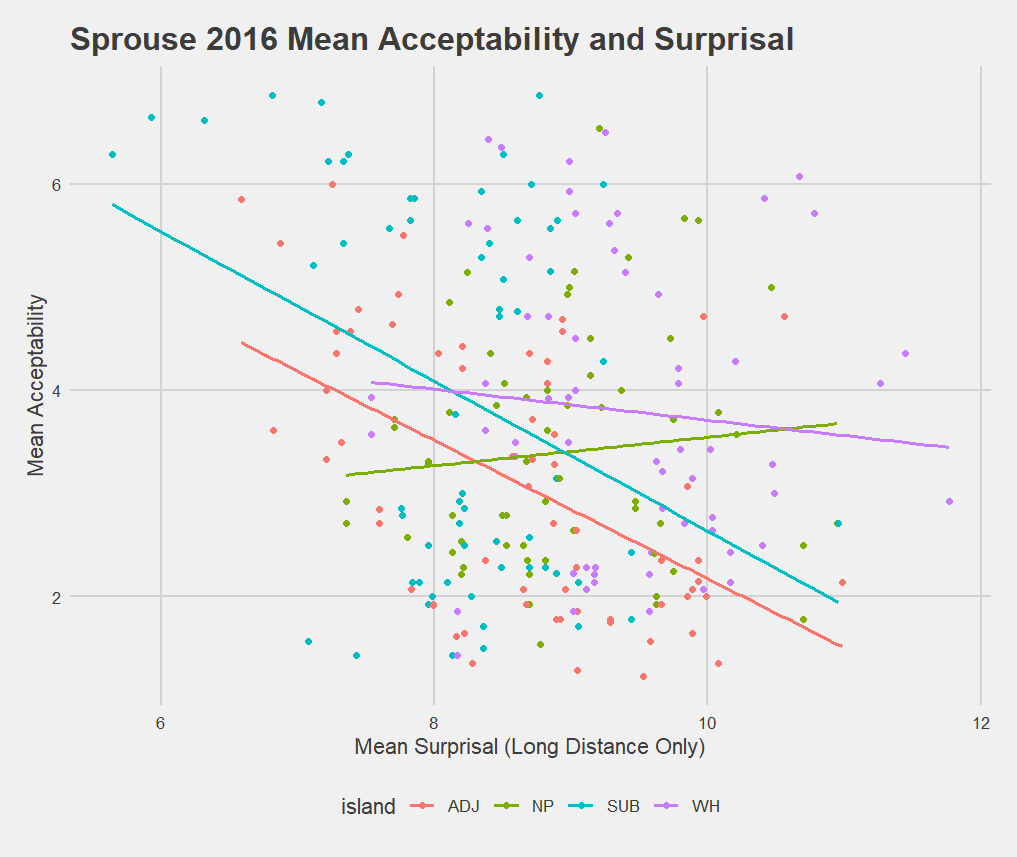 Sprouse 2016 Mean Acceptability and Surprisal
Mean Acceptability
6
4
2
6 8 10 12
Mean Surprisal (Long Distance Only)
island ADJ NP SUB WH